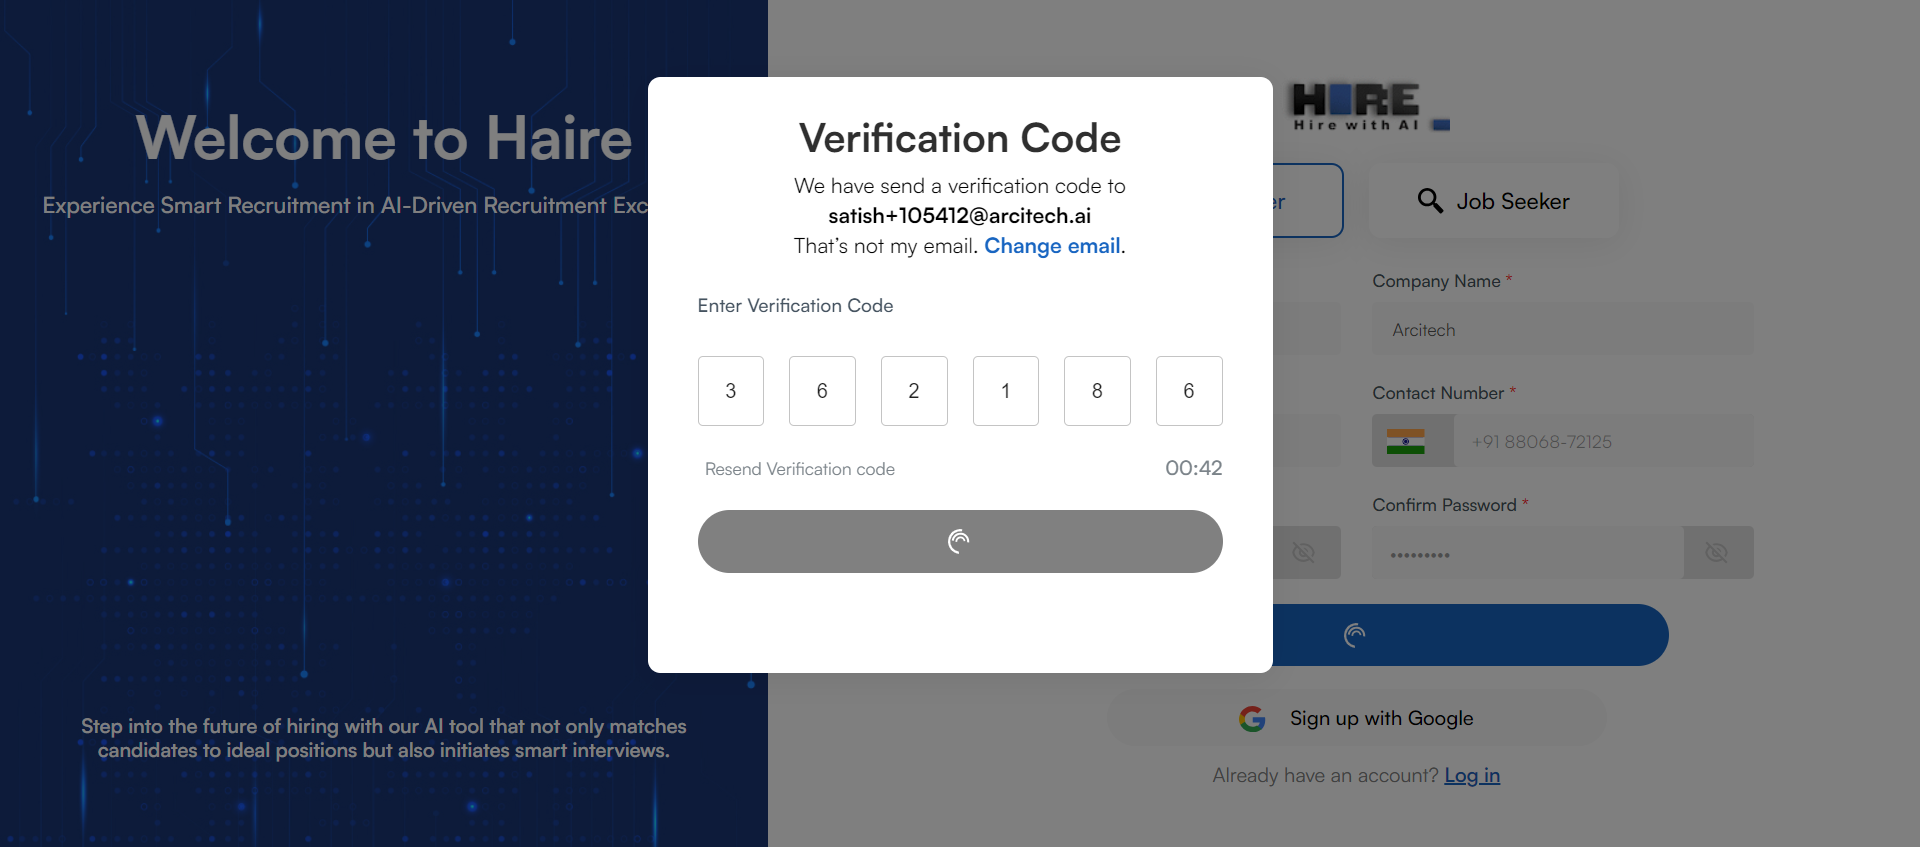 Welcome to Haire
Experience Smart Recruitment in AI-Driven Recruitment
Step into the future of hiring with our AI tool that not only matches
candidates to ideal positions but also initiates smart interviews.
Verification Code
We have send a verification code to
satish+105412@arcitech.ai
That's not my email. Change email.
Enter Verification Code
3 6 2 1 8 6
Resend Verification code 00:42
HIRE
Hire with AI
Job Seeker
Company Name *
Arcitech
Contact Number *
+91 88068-72125
Confirm Password *
•••••••••
Sign up with Google
Already have an account? Log in